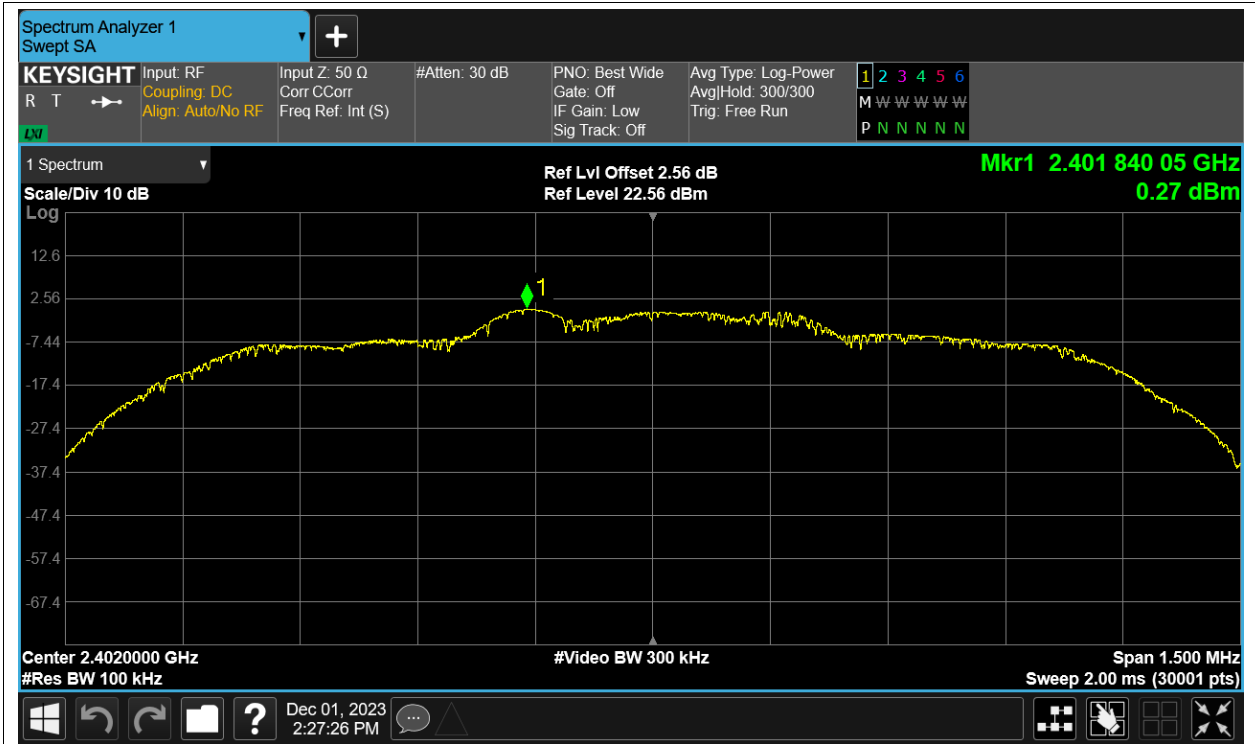 Spectrum Analyzer 1
Swept SA
KEYSIGHT
R T
LXI
Input: RF
Coupling: DC
Align: Auto/No RF
Input Z: 50 Ω
Corr CCorr
Freq Ref: Int (S)
#Atten: 30 dB
PNO: Best Wide
Gate: Off
IF Gain: Low
Sig Track: Off
Avg Type: Log-Power
Avg|Hold: 300/300
Trig: Free Run
1 2 3 4 5 6
M W W W W W
P N N N N N
1 Spectrum
Scale/Div 10 dB
Ref Lvl Offset 2.56 dB
Ref Level 22.56 dBm
Mkr1 2.401 840 05 GHz
0.27 dBm
Log
12.6
2.56
-7.44
-17.4
-27.4
-37.4
-47.4
-57.4
-67.4
1
Center 2.4020000 GHz
#Res BW 100 kHz
#Video BW 300 kHz
Span 1.500 MHz
Sweep 2.00 ms (30001 pts)
?
Dec 01, 2023
2:27:26 PM